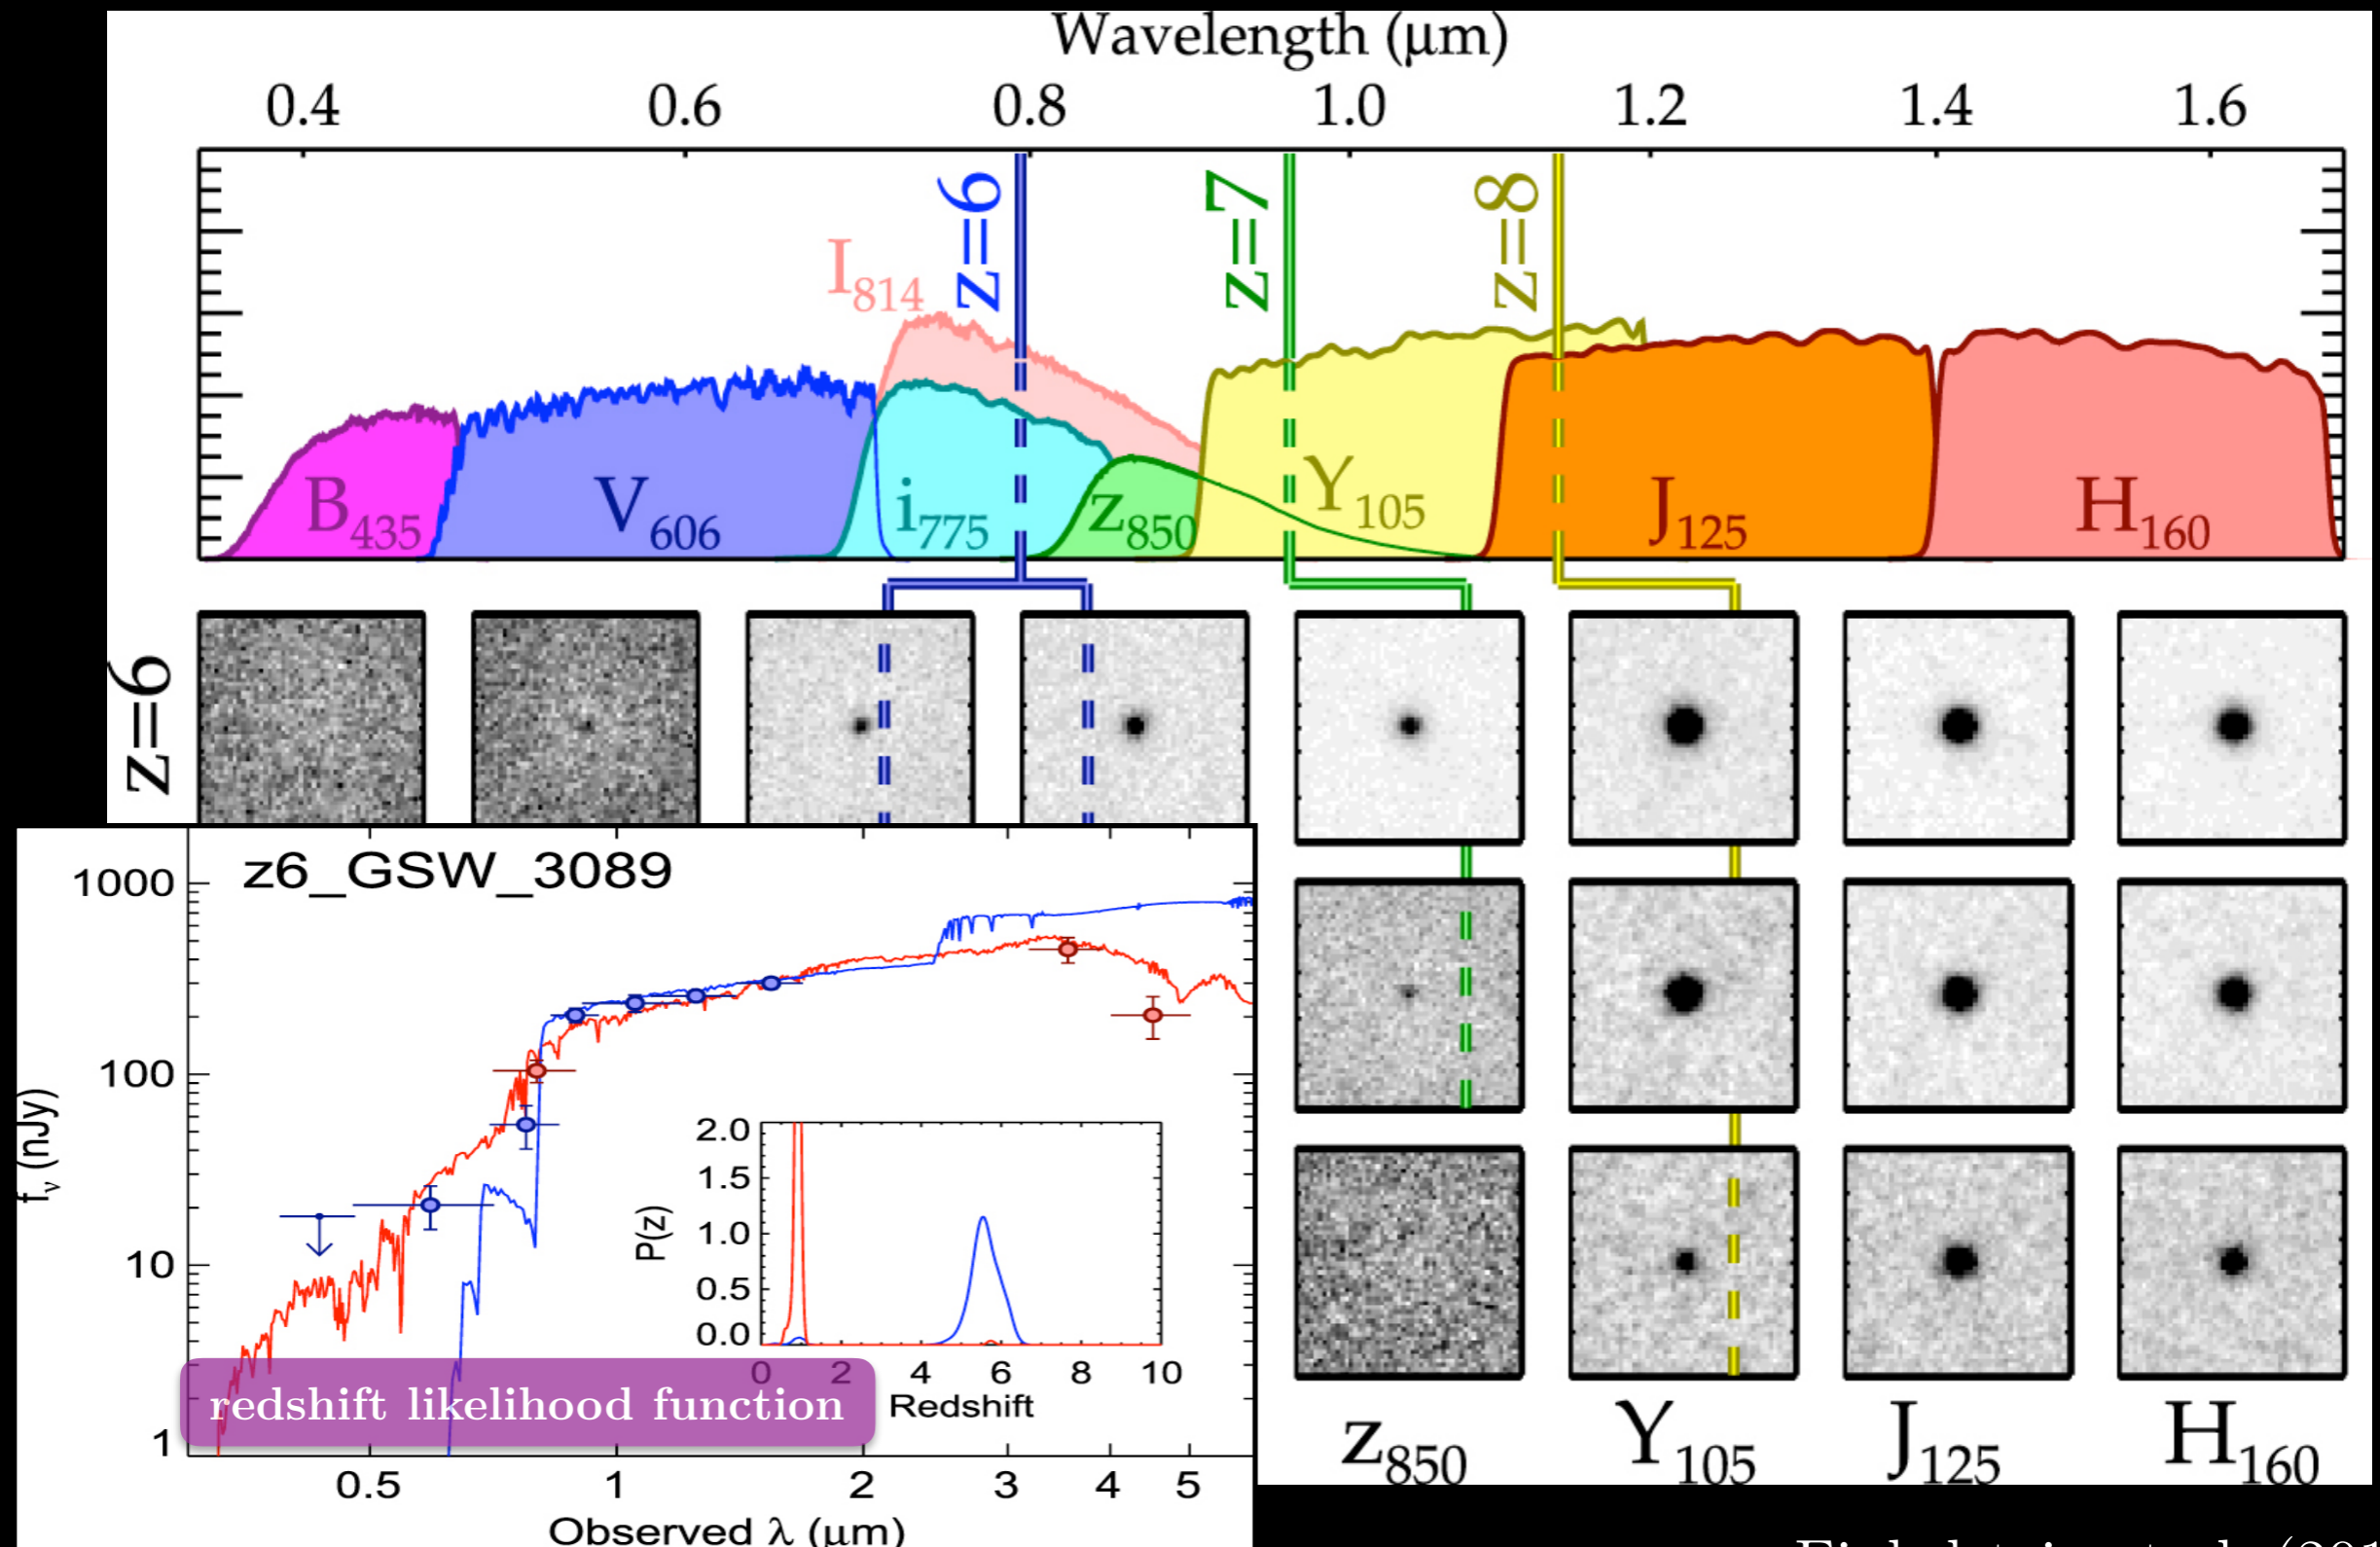 Wavelength (μm)
0.4 0.6 0.8 1.0 1.2 1.4 1.6
z=6 z=7 z=8
I814
B435 V606 i775 z850 Y105 J125 H160
z=6
z6_GSW_3089
1000
100
10
1
fν (nJy)
0.5 1 2 3 4 5
Observed λ (μm)
2.0
1.5
1.0
0.5
0.0
P(z)
0 2 4 6 8 10
Redshift
redshift likelihood function
z850 Y105 J125 H160